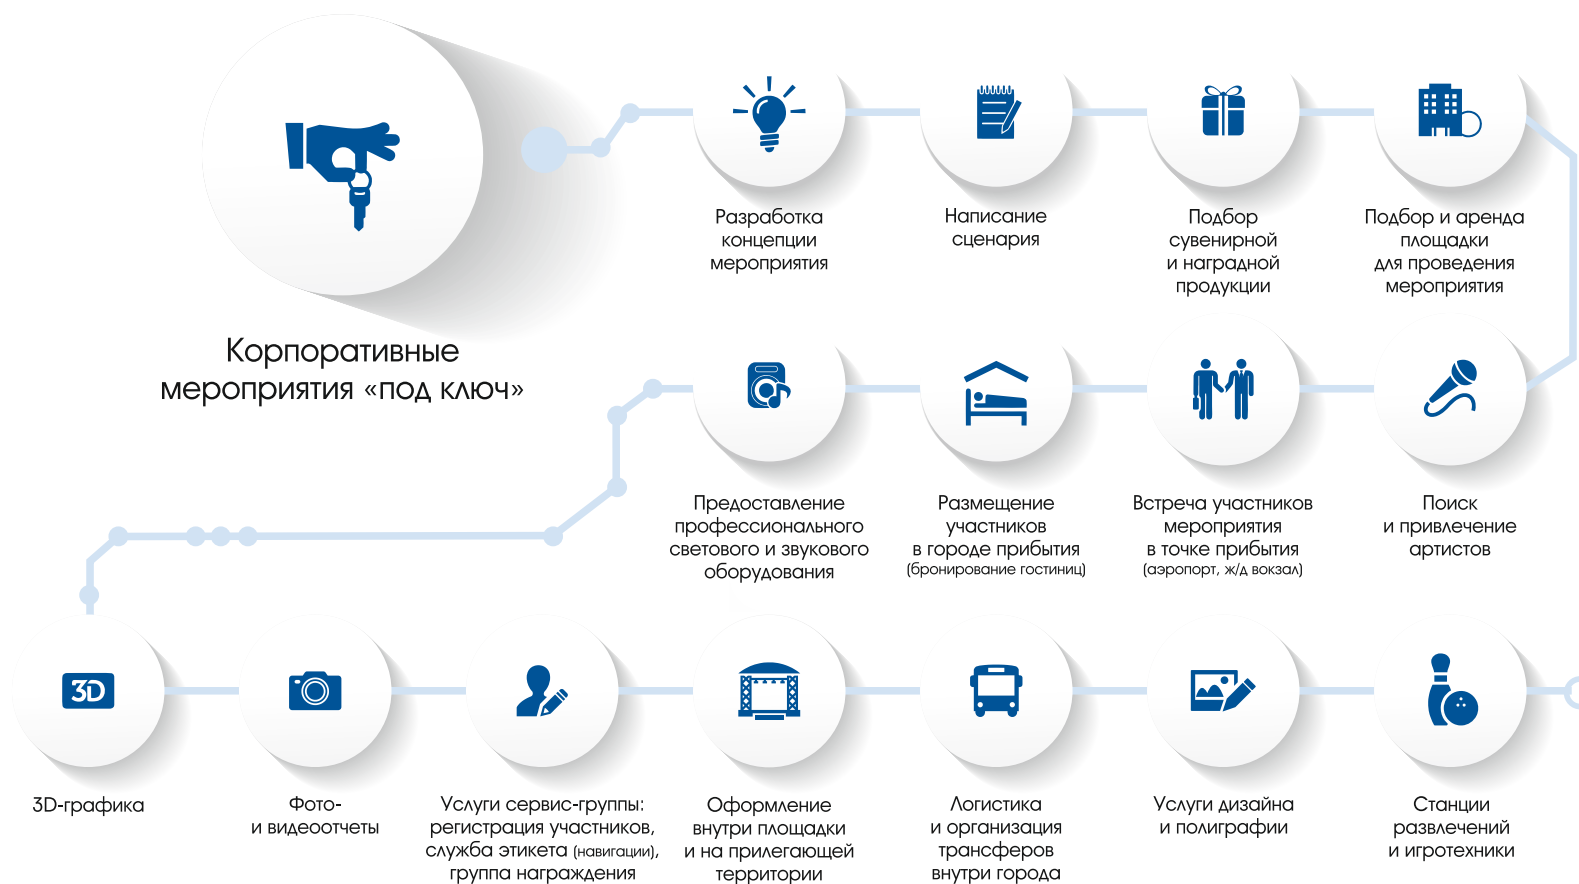 Корпоративные
мероприятия «под ключ»
Разработка
концепции
мероприятия
Написание
сценария
Подбор
сувенирной
и наградной
продукции
Подбор и аренда
площадки
для проведения
мероприятия
Предоставление
профессионального
светового и звукового
оборудования
Размещение
участников
в городе прибытия
(бронирование гостиниц)
Встреча участников
мероприятия
в точке прибытия
(аэропорт, ж/д вокзал)
Поиск
и привлечение
артистов
3D
3D-графика
Фото-
и видеоотчеты
Услуги сервис-группы:
регистрация участников,
служба этикета (навигации),
группа награждения
Оформление
внутри площадки
и на прилегающей
территории
Логистика
и организация
трансферов
внутри города
Услуги дизайна
и полиграфии
Станции
развлечений
и игротехники